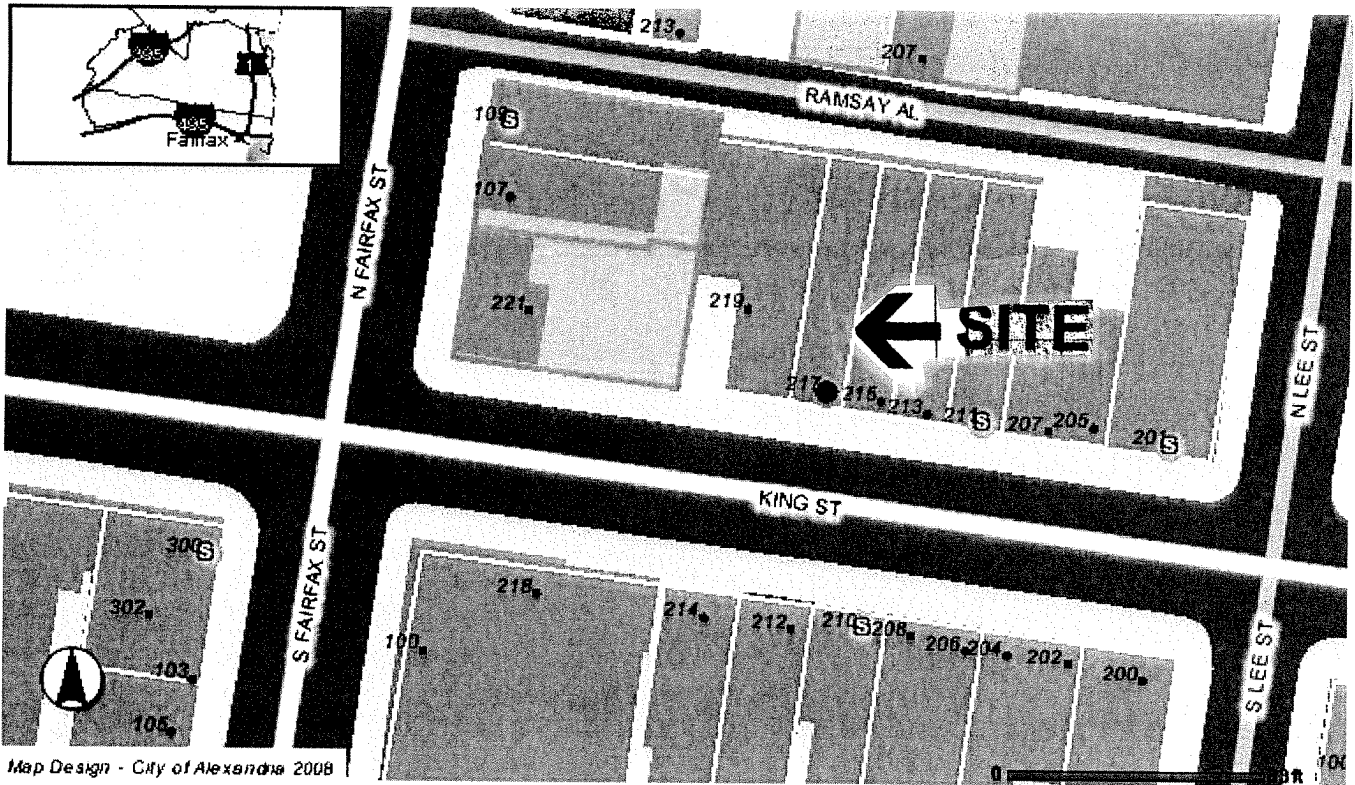 213
207
RAMSAY AL
109 S
107
N FAIRFAX ST
221
219
SITE
N LEE ST
217
215
213
211 S
207
205
201 S
KING ST
300 S
302
103
105
S FAIRFAX ST
218
100
214
212
210 S
208
206
204
202
200
S LEE ST
Fairfax
Map Design - City of Alexandria 2008
0
100